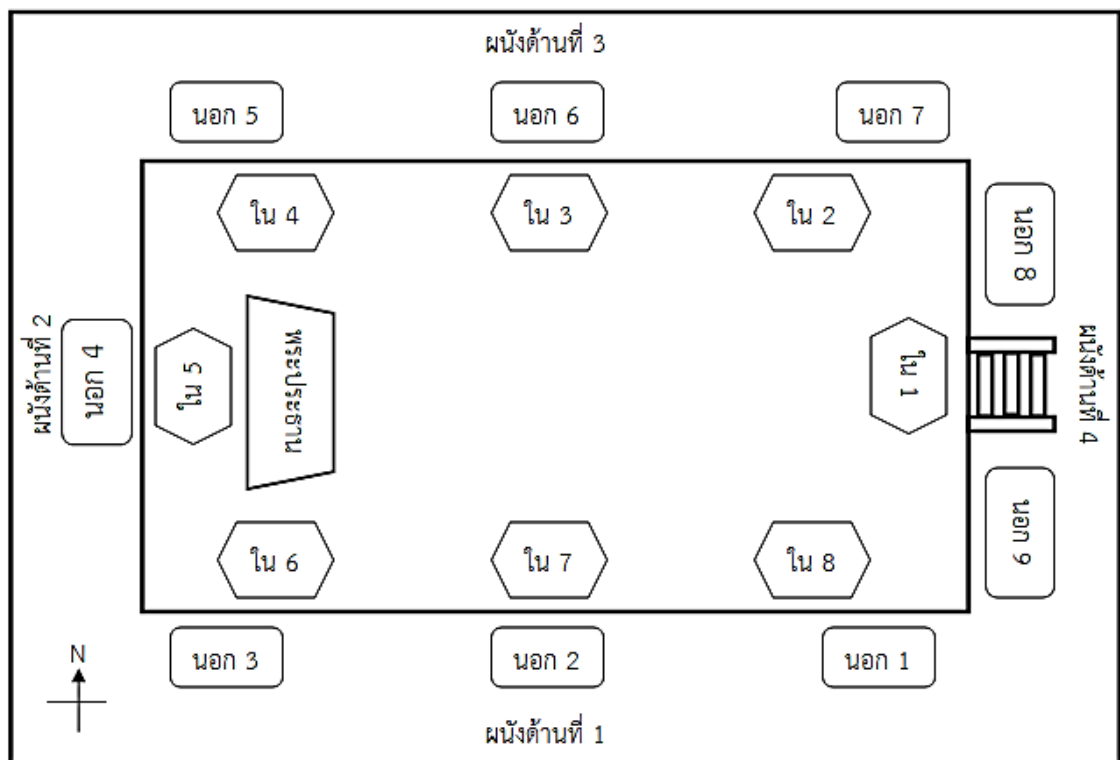 ผนังด้านที่ 3
นอก 5
นอก 6
นอก 7
ใน 4
ใน 3
ใน 2
นอก 8
ผนังด้านที่ 2
นอก 4
ใน 5
พระประธาน
ใน 1
ผนังด้านที่ 4
นอก 9
ใน 6
ใน 7
ใน 8
นอก 3
นอก 2
นอก 1
N
ผนังด้านที่ 1